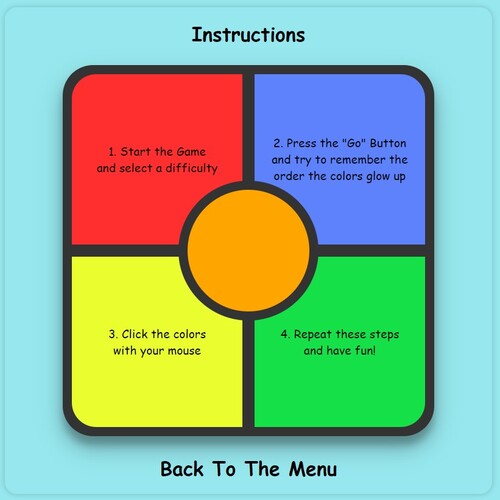 Instructions
1. Start the Game
and select a difficulty
2. Press the "Go" Button
and try to remember the
order the colors glow up
3. Click the colors
with your mouse
4. Repeat these steps
and have fun!
Back To The Menu